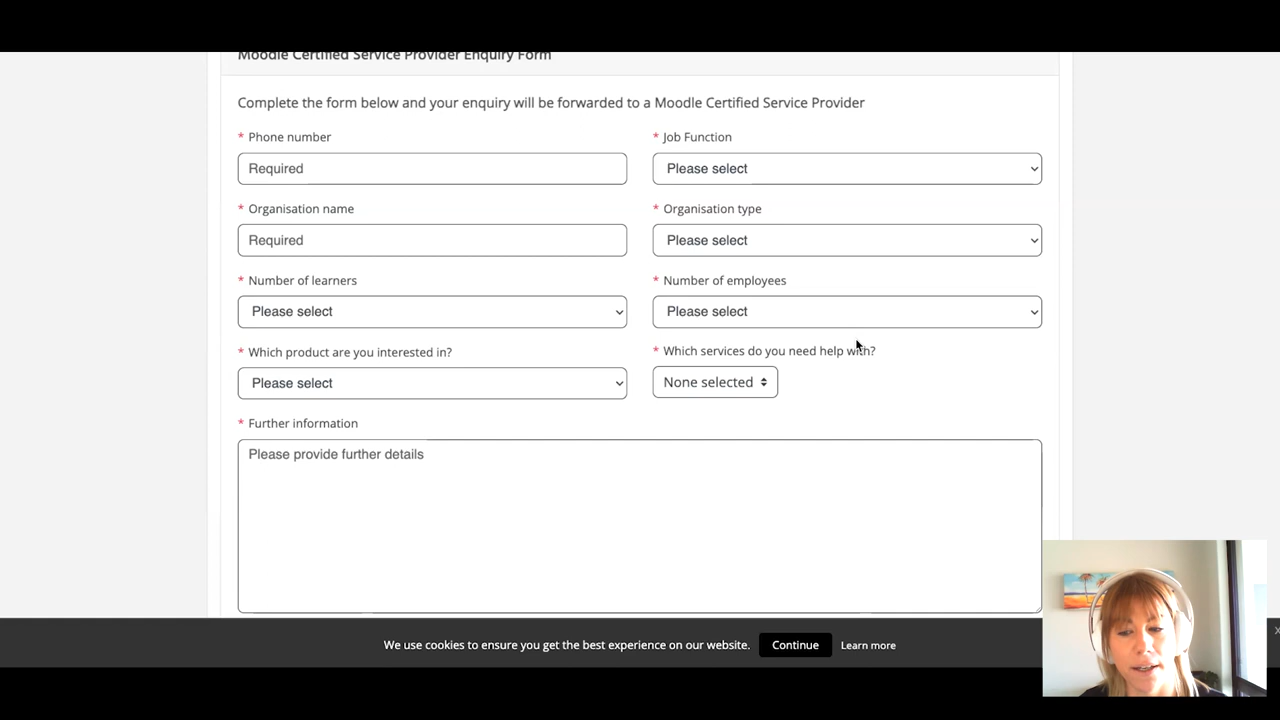 Moodle Certified Service Provider Enquiry Form
Complete the form below and your enquiry will be forwarded to a Moodle Certified Service Provider
* Phone number
Required
* Job Function
Please select
* Organisation name
Required
* Organisation type
Please select
* Number of learners
Please select
* Number of employees
Please select
* Which product are you interested in?
Please select
* Which services do you need help with?
None selected
* Further information
Please provide further details
We use cookies to ensure you get the best experience on our website. Continue Learn more
x